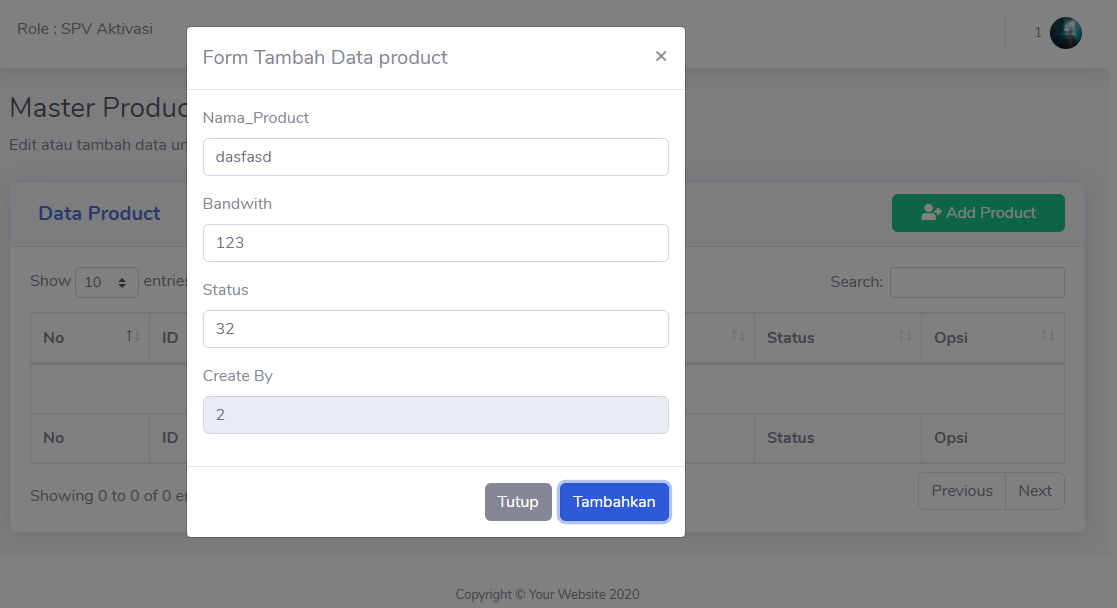 Role : SPV Aktivasi
1
Form Tambah Data product
×
Master Produc
Edit atau tambah data un
Nama_Product
dasfasd
Data Product
Add Product
Bandwith
123
Show 10 entries
Search:
Status
32
No ID Status Opsi
Create By
2
No ID Status Opsi
Showing 0 to 0 of 0 en
Previous Next
Tutup Tambahkan
Copyright © Your Website 2020